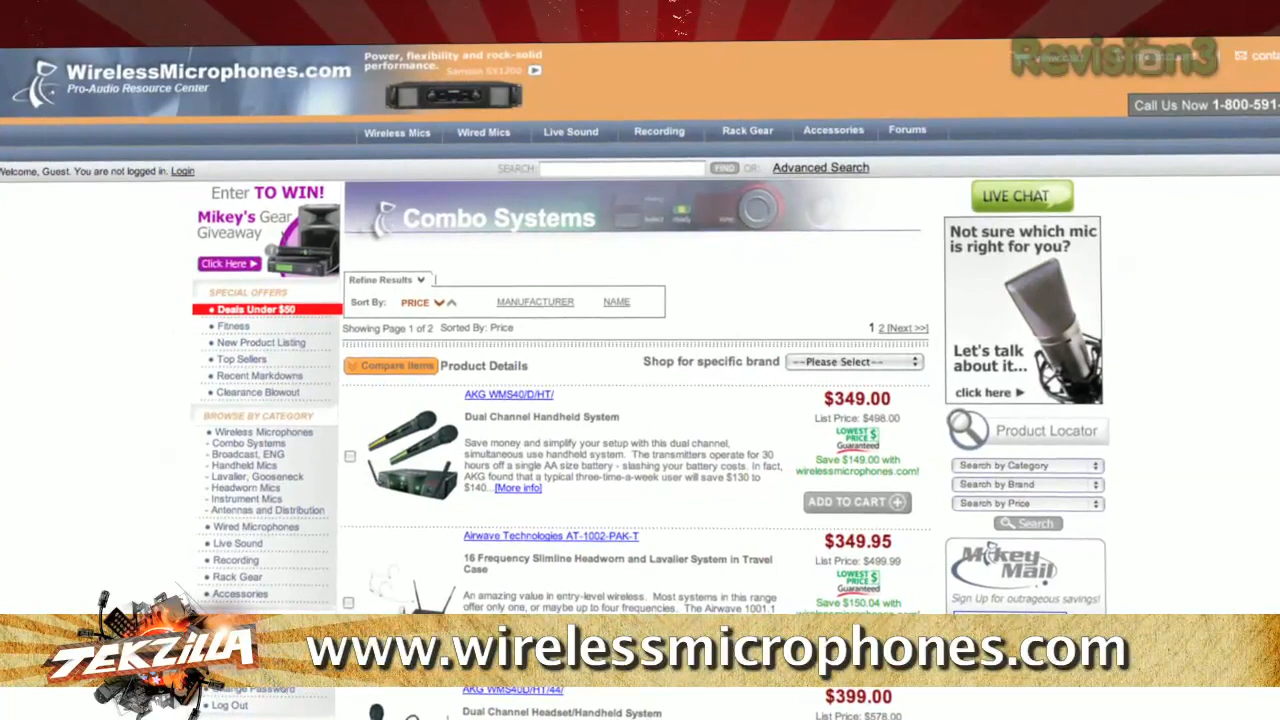 Revision3
WirelessMicrophones.com
Pro-Audio Resource Center
Power, flexibility and rock-solid
performance. Samson SX1200
Call Us Now 1-800-591-
Wireless Mics Wired Mics Live Sound Recording Rack Gear Accessories Forums
Welcome, Guest. You are not logged in. Login
SEARCH: FIND OR: Advanced Search
Enter TO WIN!
Mikey's Gear
Giveaway
Click Here
SPECIAL OFFERS
Deals Under $50
Fitness
New Product Listing
Top Sellers
Recent Markdowns
Clearance Blowout
BROWSE BY CATEGORY
Wireless Microphones
- Combo Systems
- Broadcast, ENG
- Handheld Mics
- Lavalier, Gooseneck
- Headworn Mics
- Instrument Mics
- Antennas and Distribution
Wired Microphones
Live Sound
Recording
Rack Gear
Accessories
Change Password
Log Out
Combo Systems
Refine Results
Sort By: PRICE MANUFACTURER NAME
Showing Page 1 of 2 Sorted By: Price 1 2 [Next >>]
Compare Items Product Details Shop for specific brand --Please Select--
AKG WMS40/D/HT/
Dual Channel Handheld System
Save money and simplify your setup with this dual channel,
simultaneous use handheld system. The transmitters operate for 30
hours off a single AA size battery - slashing your battery costs. In fact,
AKG found that a typical three-time-a-week user will save $130 to
$140...[More info]
$349.00
List Price: $498.00
LOWEST
PRICE $
Guaranteed
Save $149.00 with
wirelessmicrophones.com!
ADD TO CART
Airwave Technologies AT-1002-PAK-T
16 Frequency Slimline Headworn and Lavalier System in Travel
Case
An amazing value in entry-level wireless. Most systems in this range
offer only one, or maybe up to four frequencies. The Airwave 1001.1
$349.95
List Price: $499.99
LOWEST
PRICE $
Guaranteed
Save $150.04 with
AKG WMS40D/HT/44/
Dual Channel Headset/Handheld System
$399.00
List Price: $578.00
LIVE CHAT
Not sure which mic
is right for you?
Let's talk
about it...
click here
Product Locator
Search by Category
Search by Brand
Search by Price
Search
Mikey
Mail
Sign Up for outrageous savings!
TEKZILLA
www.wirelessmicrophones.com